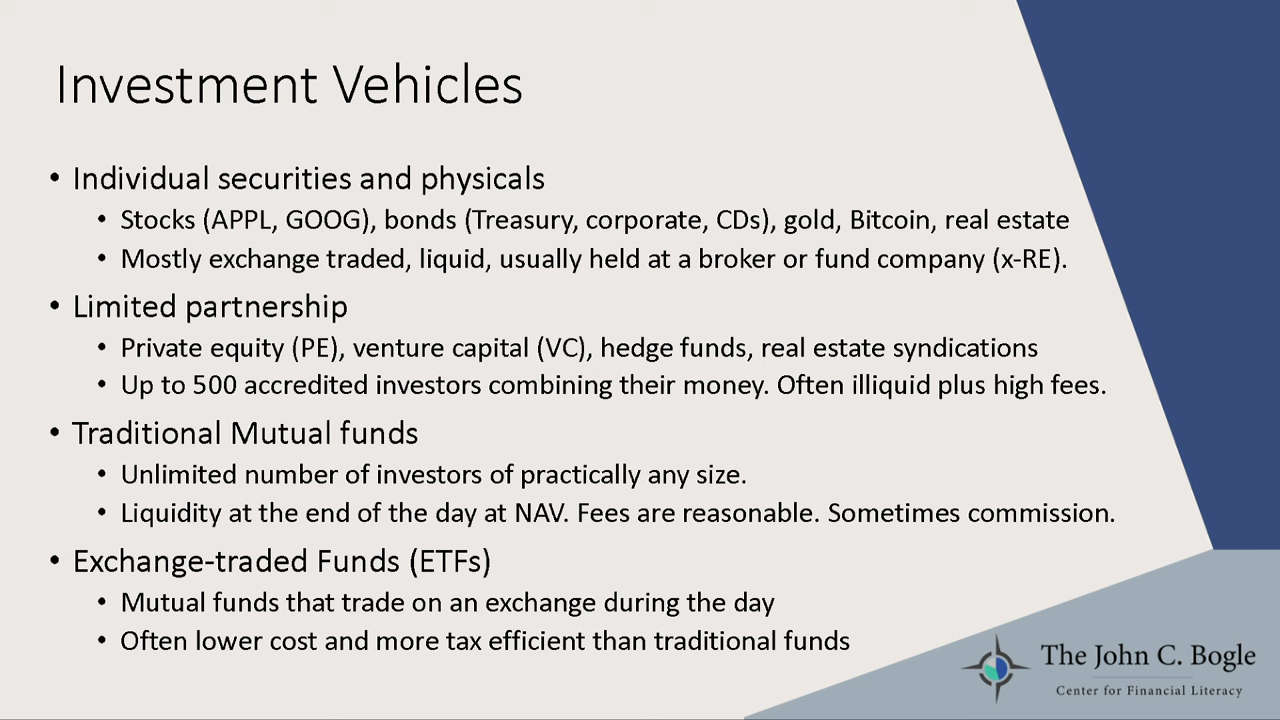 Investment Vehicles
• Individual securities and physicals
• Stocks (APPL, GOOG), bonds (Treasury, corporate, CDs), gold, Bitcoin, real estate
• Mostly exchange traded, liquid, usually held at a broker or fund company (x-RE).
• Limited partnership
• Private equity (PE), venture capital (VC), hedge funds, real estate syndications
• Up to 500 accredited investors combining their money. Often illiquid plus high fees.
• Traditional Mutual funds
• Unlimited number of investors of practically any size.
• Liquidity at the end of the day at NAV. Fees are reasonable. Sometimes commission.
• Exchange-traded Funds (ETFs)
• Mutual funds that trade on an exchange during the day
• Often lower cost and more tax efficient than traditional funds
The John C. Bogle
Center for Financial Literacy